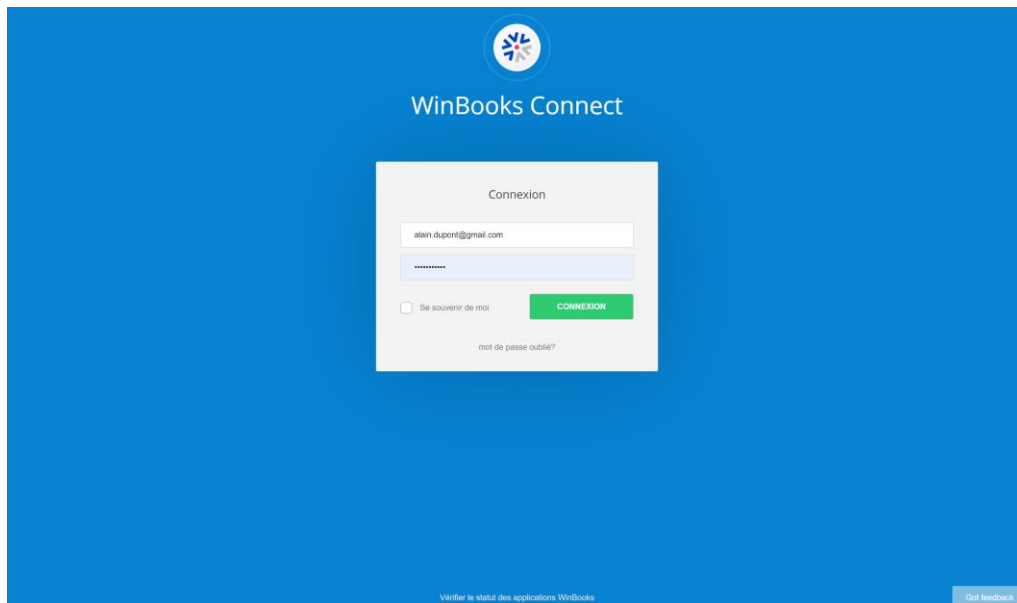 WinBooks Connect
Connexion
alain.dupont@gmail.com
•••••••••••
Se souvenir de moi
CONNEXION
mot de passe oublié?
Vérifier le statut des applications WinBooks
Got feedback